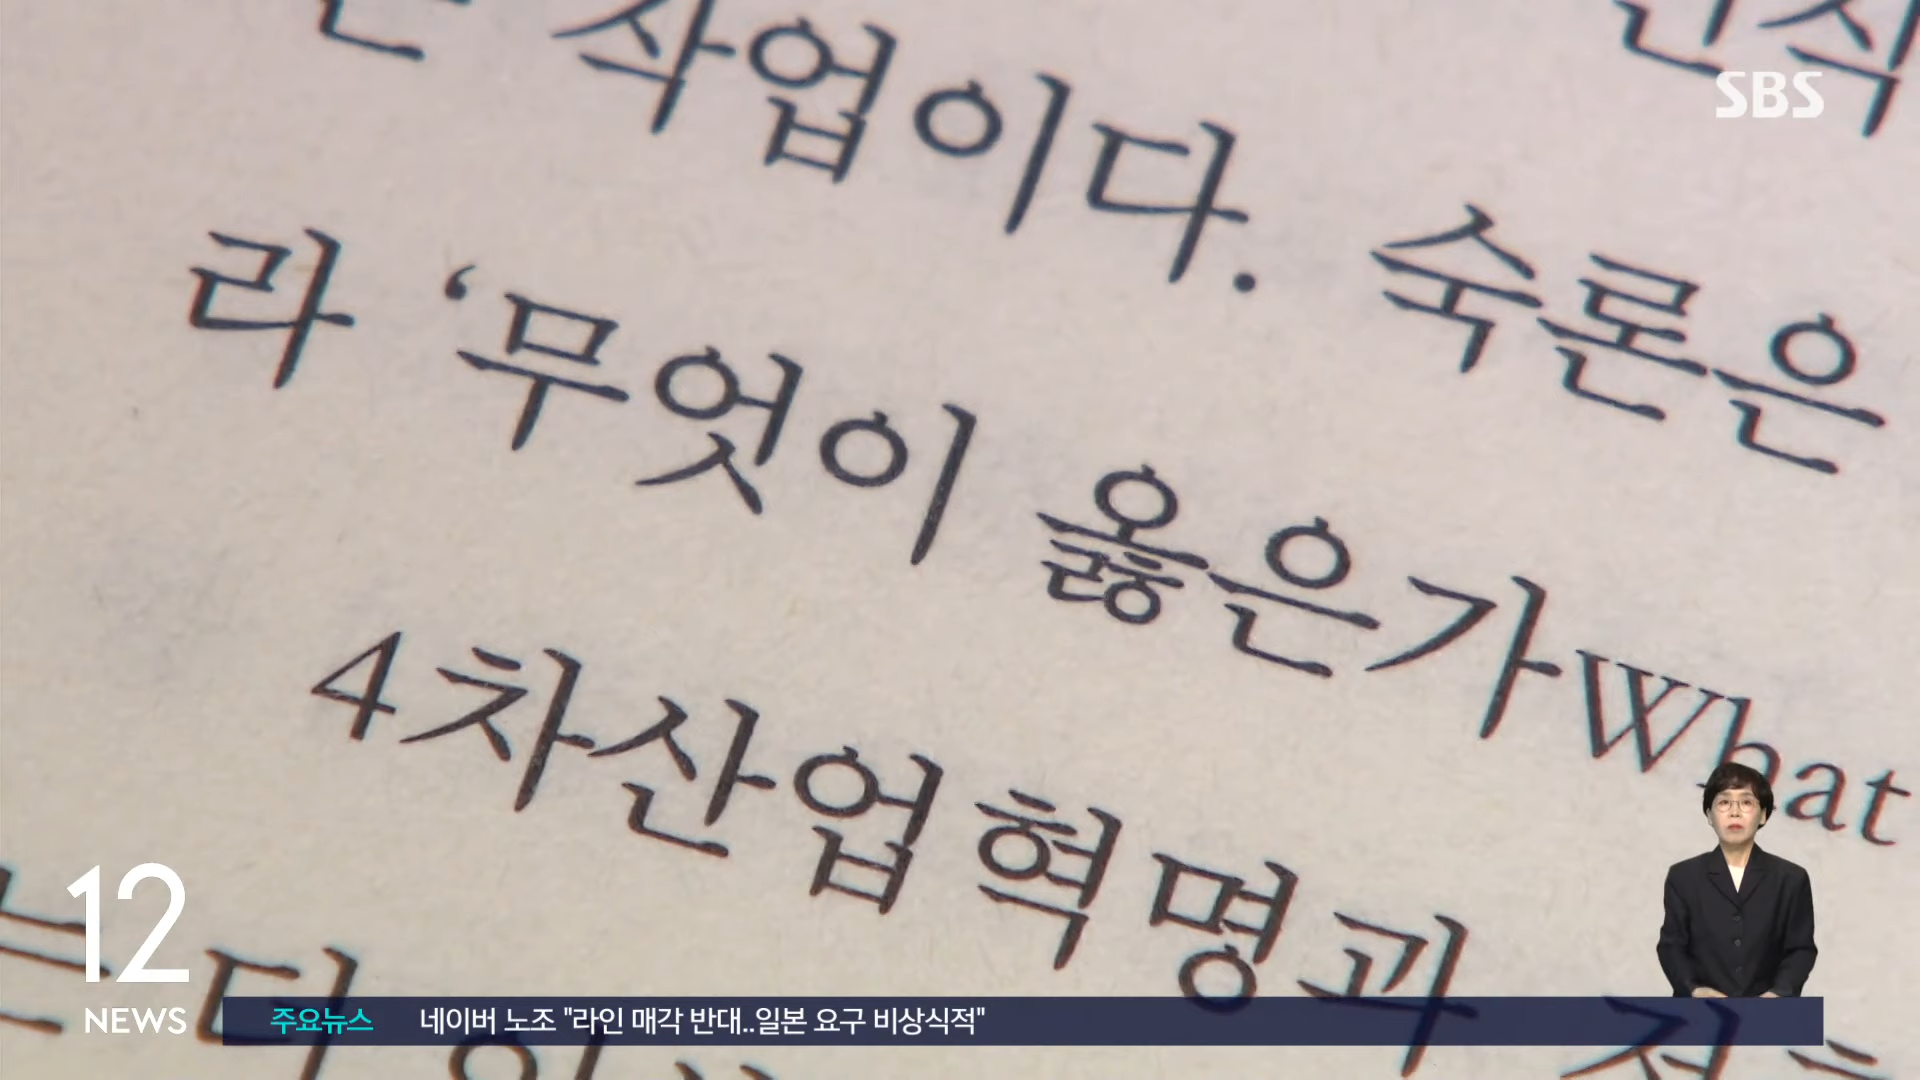 작업이다. 숙론은
SBS
라 ‘무엇이 옳은가What
4차산업혁명과
12
NEWS
주요뉴스 네이버 노조 "라인 매각 반대..일본 요구 비상식적"